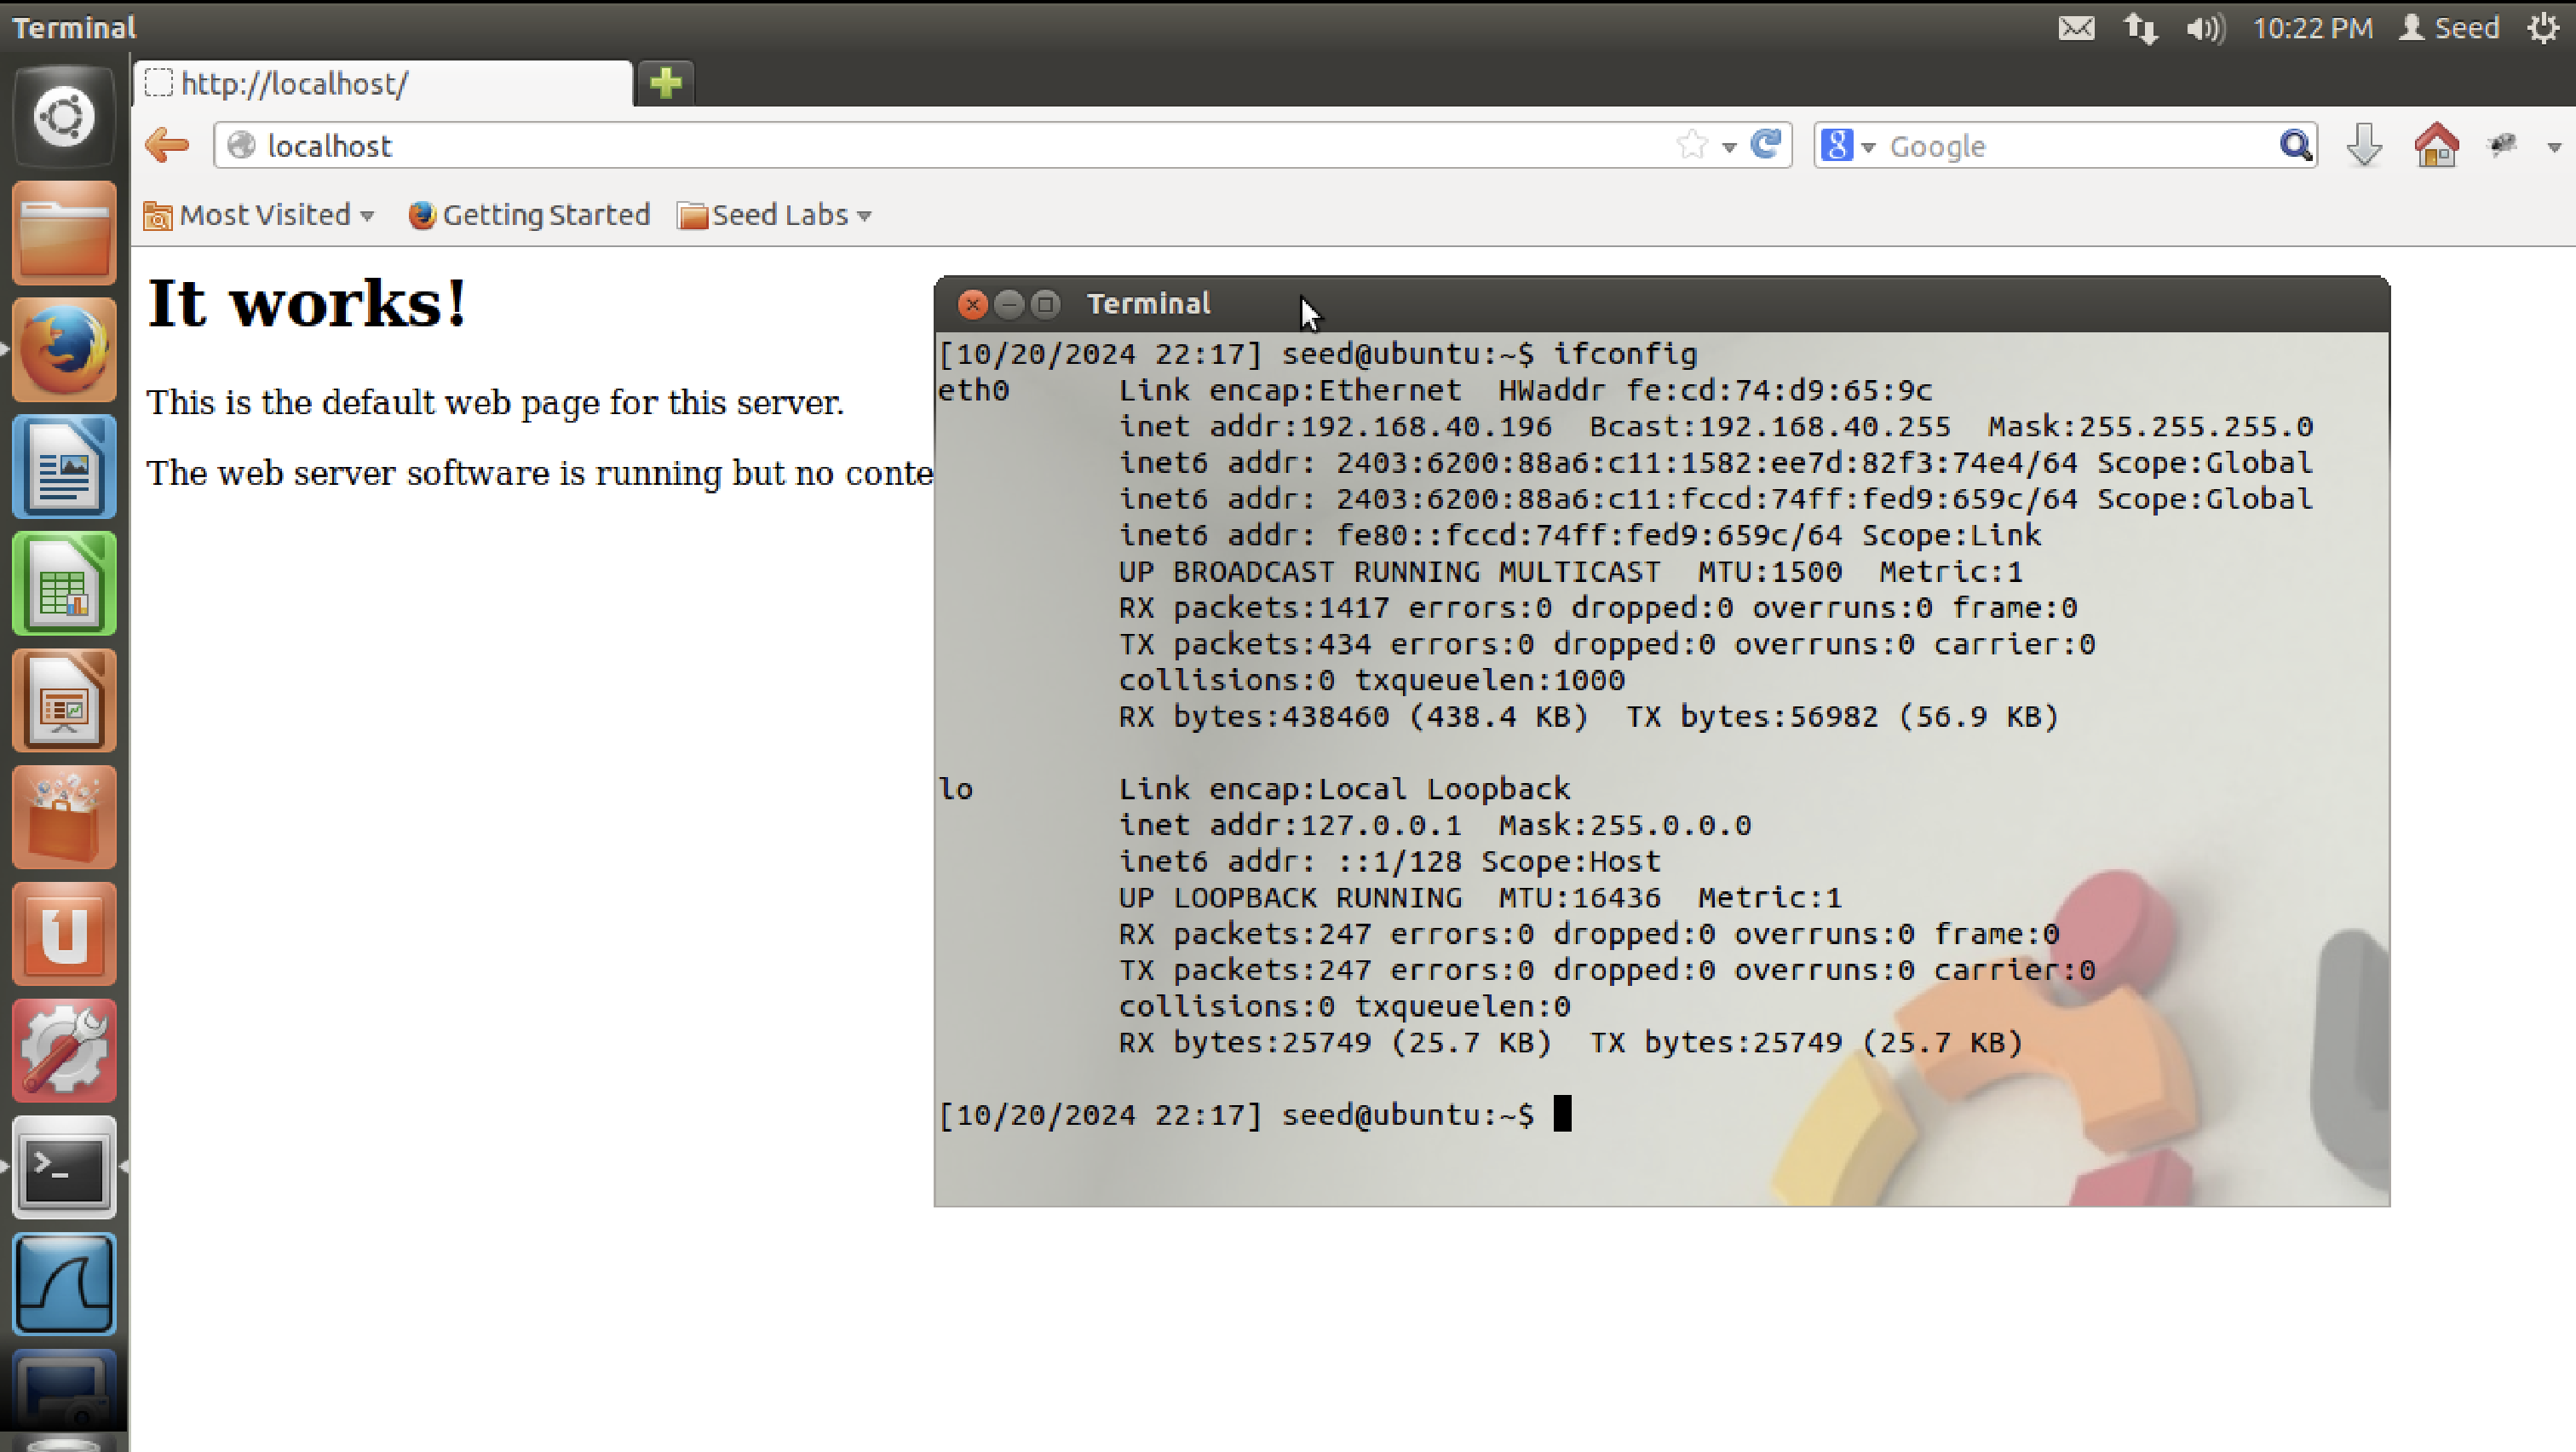 Terminal
10:22 PM Seed
http://localhost/
localhost
Google
Most Visited Getting Started Seed Labs
It works!
This is the default web page for this server.
The web server software is running but no conte
Terminal
[10/20/2024 22:17] seed@ubuntu:~$ ifconfig
eth0 Link encap:Ethernet HWaddr fe:cd:74:d9:65:9c
inet addr:192.168.40.196 Bcast:192.168.40.255 Mask:255.255.255.0
inet6 addr: 2403:6200:88a6:c11:1582:ee7d:82f3:74e4/64 Scope:Global
inet6 addr: 2403:6200:88a6:c11:fccd:74ff:fed9:659c/64 Scope:Global
inet6 addr: fe80::fccd:74ff:fed9:659c/64 Scope:Link
UP BROADCAST RUNNING MULTICAST MTU:1500 Metric:1
RX packets:1417 errors:0 dropped:0 overruns:0 frame:0
TX packets:434 errors:0 dropped:0 overruns:0 carrier:0
collisions:0 txqueuelen:1000
RX bytes:438460 (438.4 KB) TX bytes:56982 (56.9 KB)
lo Link encap:Local Loopback
inet addr:127.0.0.1 Mask:255.0.0.0
inet6 addr: ::1/128 Scope:Host
UP LOOPBACK RUNNING MTU:16436 Metric:1
RX packets:247 errors:0 dropped:0 overruns:0 frame:0
TX packets:247 errors:0 dropped:0 overruns:0 carrier:0
collisions:0 txqueuelen:0
RX bytes:25749 (25.7 KB) TX bytes:25749 (25.7 KB)
[10/20/2024 22:17] seed@ubuntu:~$